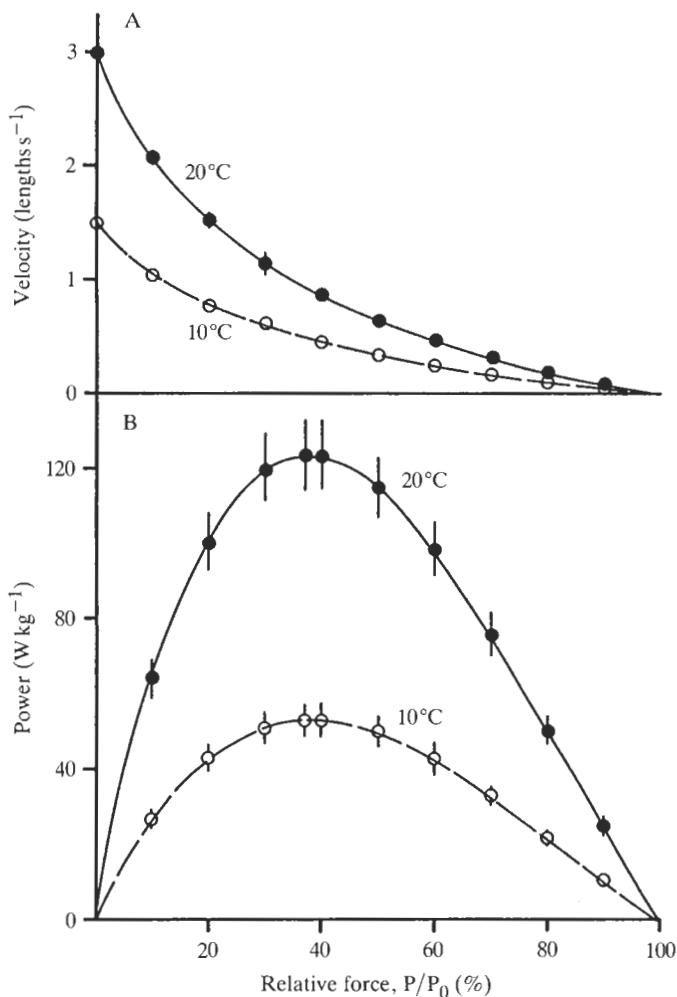 A
3
2
1
0
Velocity (lengths s⁻¹)
20°C
10°C
B
120
80
40
0
Power (W kg⁻¹)
20°C
10°C
20 40 60 80 100
Relative force, P/P₀ (%)